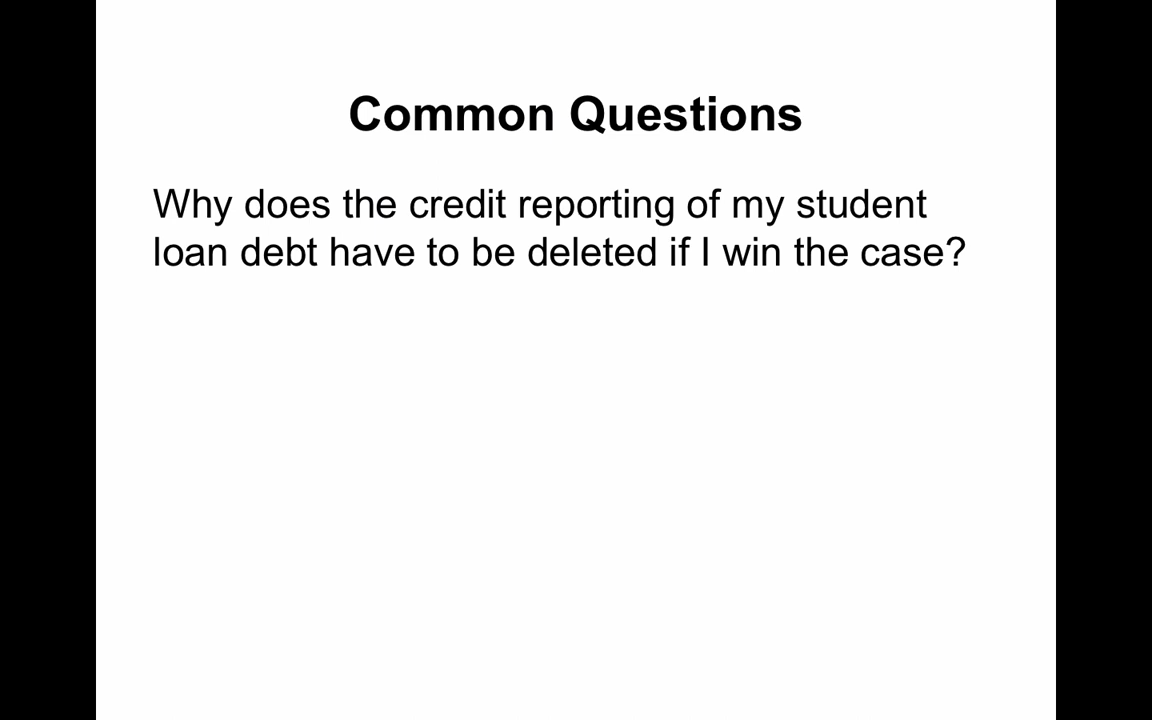 Common Questions
Why does the credit reporting of my student
loan debt have to be deleted if I win the case?